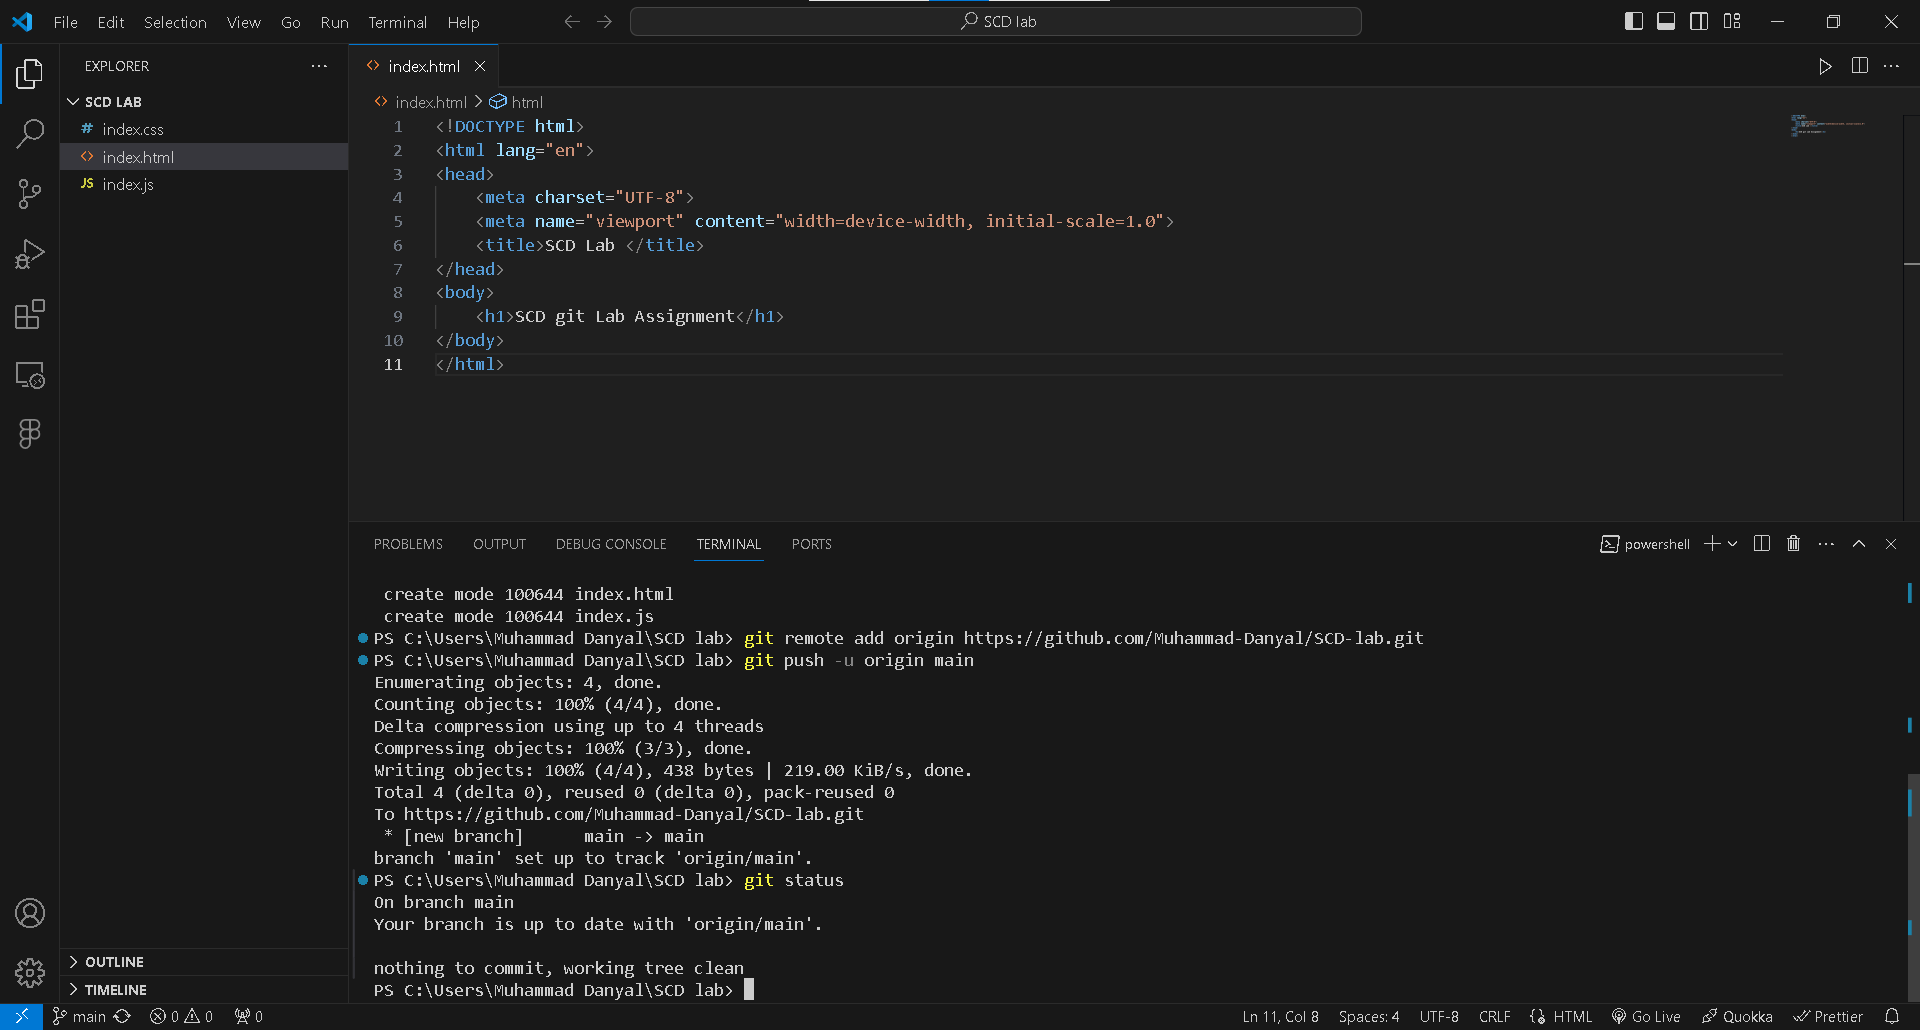 File Edit Selection View Go Run Terminal Help
SCD lab
EXPLORER
SCD LAB
# index.css
index.html
JS index.js
OUTLINE
TIMELINE
index.html
index.html > html
1 <!DOCTYPE html>
2 <html lang="en">
3 <head>
4 <meta charset="UTF-8">
5 <meta name="viewport" content="width=device-width, initial-scale=1.0">
6 <title>SCD Lab </title>
7 </head>
8 <body>
9 <h1>SCD git Lab Assignment</h1>
10 </body>
11 </html>
PROBLEMS OUTPUT DEBUG CONSOLE TERMINAL PORTS
powershell
create mode 100644 index.html
create mode 100644 index.js
PS C:\Users\Muhammad Danyal\SCD lab> git remote add origin https://github.com/Muhammad-Danyal/SCD-lab.git
PS C:\Users\Muhammad Danyal\SCD lab> git push -u origin main
Enumerating objects: 4, done.
Counting objects: 100% (4/4), done.
Delta compression using up to 4 threads
Compressing objects: 100% (3/3), done.
Writing objects: 100% (4/4), 438 bytes | 219.00 KiB/s, done.
Total 4 (delta 0), reused 0 (delta 0), pack-reused 0
To https://github.com/Muhammad-Danyal/SCD-lab.git
* [new branch]      main -> main
branch 'main' set up to track 'origin/main'.
PS C:\Users\Muhammad Danyal\SCD lab> git status
On branch main
Your branch is up to date with 'origin/main'.
nothing to commit, working tree clean
PS C:\Users\Muhammad Danyal\SCD lab>
main 0 0 0 Ln 11, Col 8 Spaces: 4 UTF-8 CRLF HTML Go Live Quokka Prettier